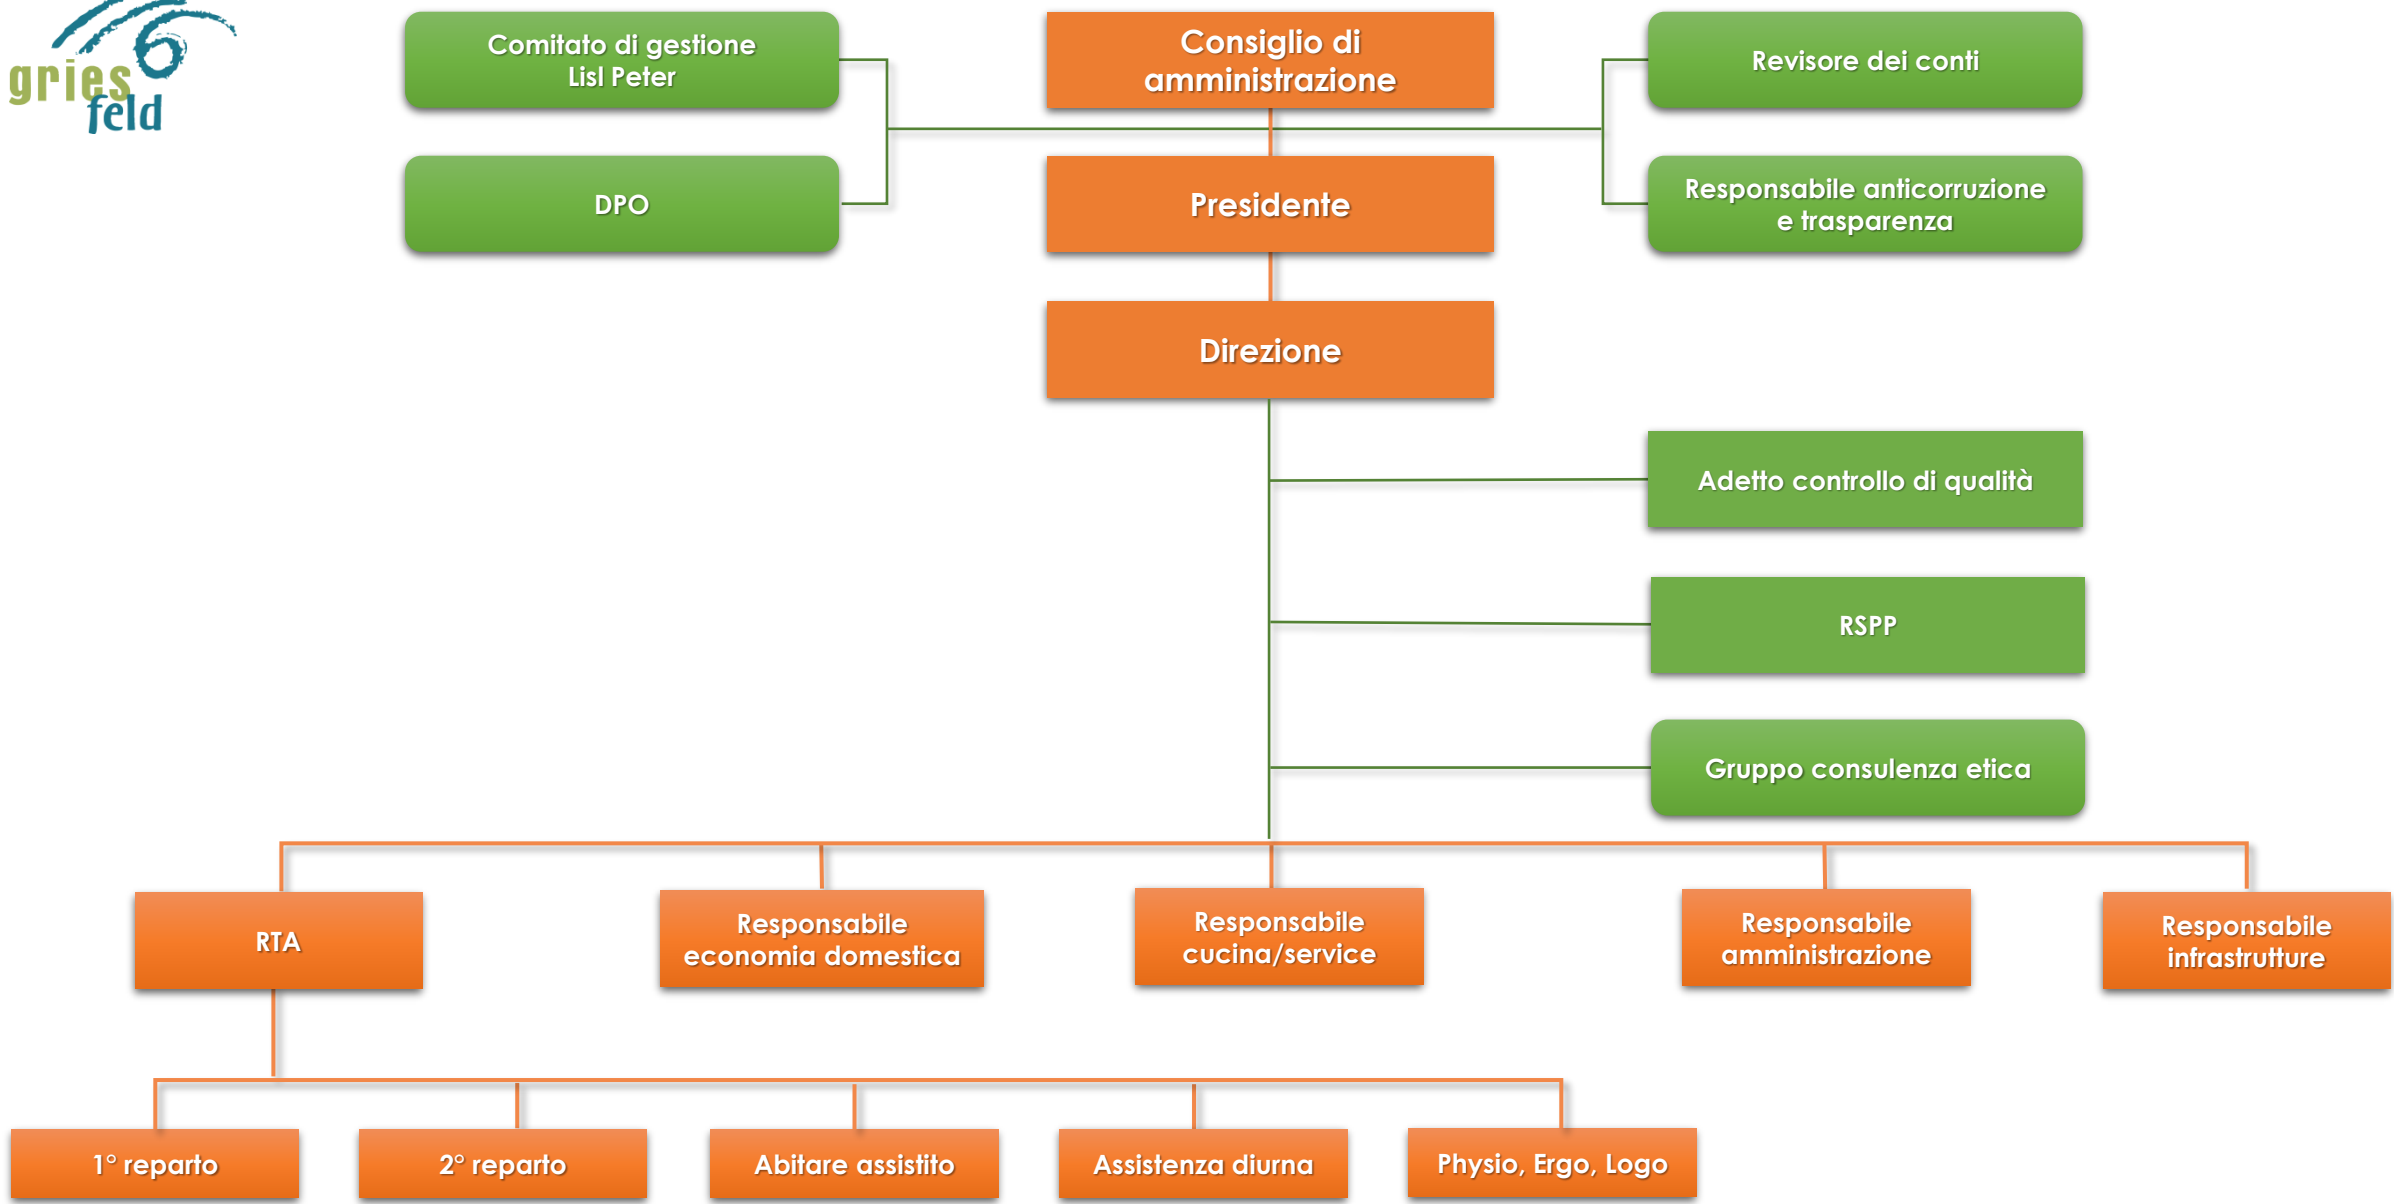 gries
feld
Comitato di gestione
Lisl Peter
Consiglio di
amministrazione
Revisore dei conti
DPO
Presidente
Responsabile anticorruzione
e trasparenza
Direzione
Adetto controllo di qualità
RSPP
Gruppo consulenza etica
RTA
Responsabile
economia domestica
Responsabile
cucina/service
Responsabile
amministrazione
Responsabile
infrastrutture
1° reparto
2° reparto
Abitare assistito
Assistenza diurna
Physio, Ergo, Logo